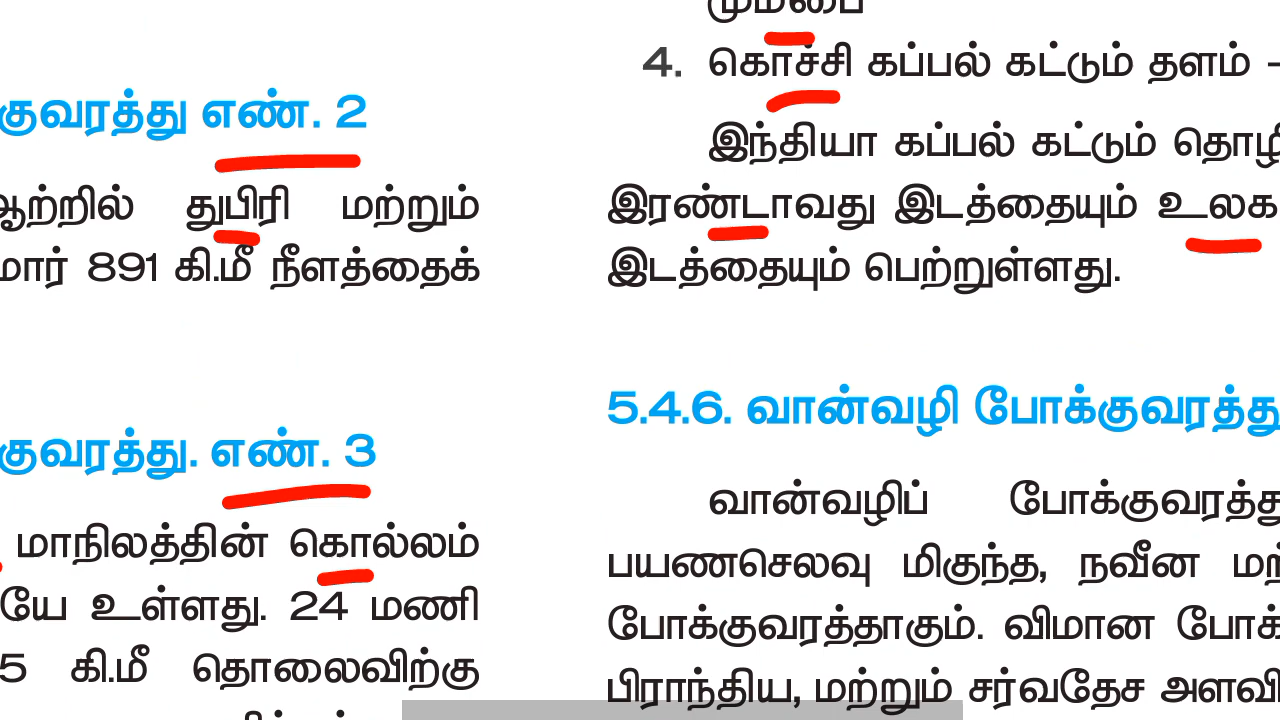 குவரத்து எண். 2
ஆற்றில் துபிரி மற்றும்
மார் 891 கி.மீ நீளத்தைக்
குவரத்து. எண். 3
மாநிலத்தின் கொல்லம்
யே உள்ளது. 24 மணி
5 கி.மீ தொலைவிற்கு
மும்பை
4. கொச்சி கப்பல் கட்டும் தளம் –
இந்தியா கப்பல் கட்டும்
இரண்டாவது இடத்தையும் உலக
இடத்தையும் பெற்றுள்ளது.
5.4.6. வான்வழி போக்குவரத்து
வான்வழிப் போக்குவரத்து
பயணசெலவு மிகுந்த, நவீன
போக்குவரத்தாகும். விமான
பிராந்திய, மற்றும் சர்வதேச